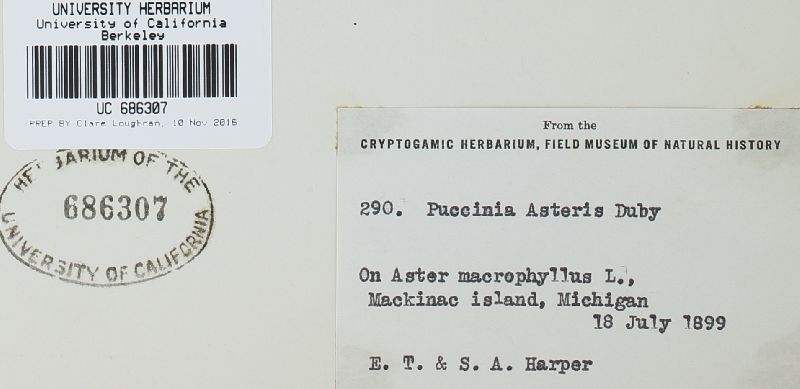 UNIVERSITY HERBARIUM
University of California
Berkeley
UC 686307
PREP BY Clare Loughran, 10 Nov 2016
HERBARIUM OF THE
686307
UNIVERSITY OF CALIFORNIA
From the
CRYPTOGAMIC HERBARIUM, FIELD MUSEUM OF NATURAL HISTORY
290. Puccinia Asteris Duby
On Aster macrophyllus L.,
Mackinac island, Michigan
18 July 1899
E. T. & S. A. Harper